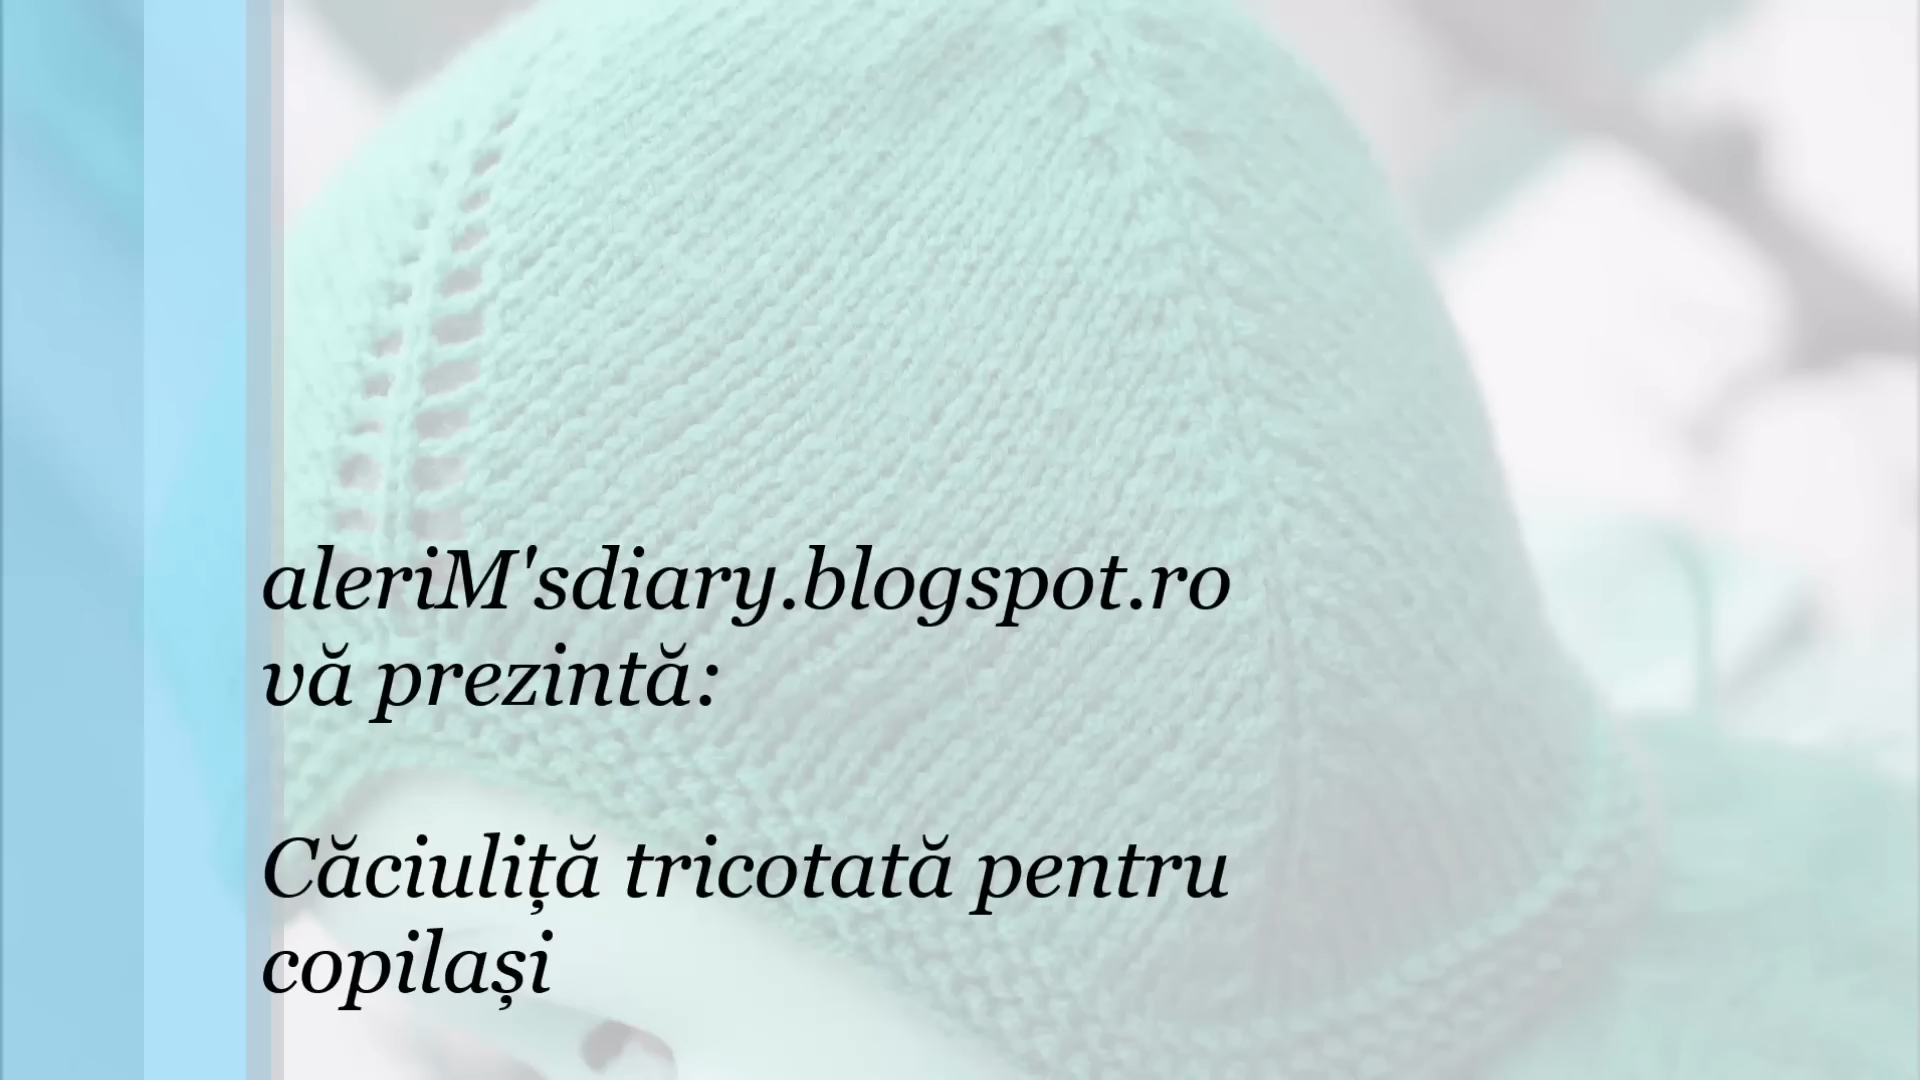 aleriM'sdiary.blogspot.ro
vă prezintă:
Căciuliță tricotată pentru
copilași